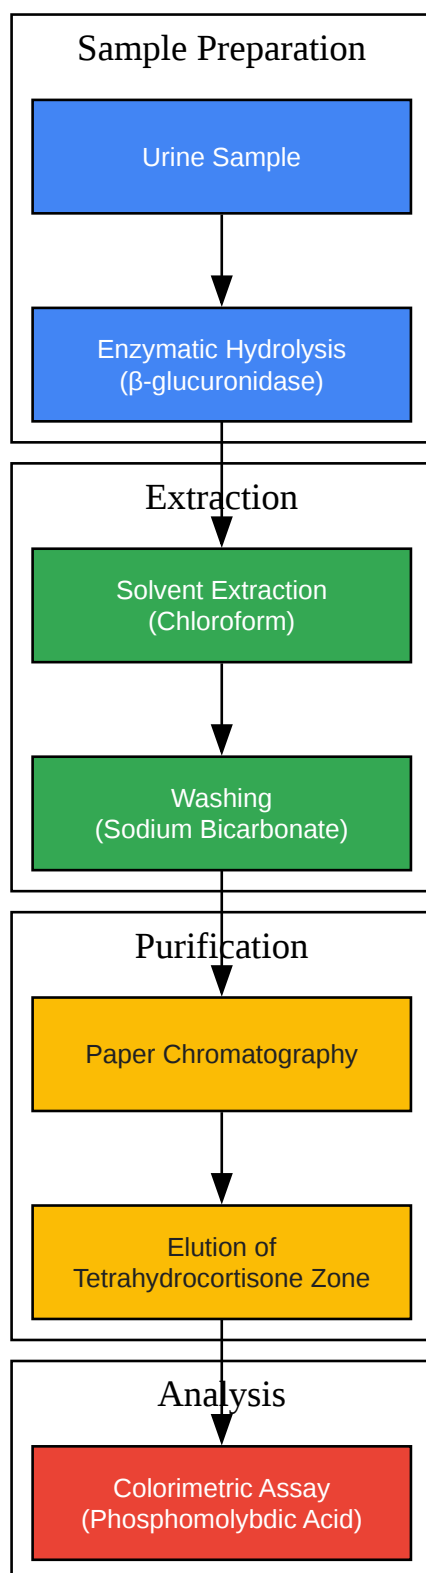 Sample Preparation
Urine Sample
Enzymatic Hydrolysis
(β-glucuronidase)
Extraction
Solvent Extraction
(Chloroform)
Washing
(Sodium Bicarbonate)
Purification
Paper Chromatography
Elution of
Tetrahydrocortisone Zone
Analysis
Colorimetric Assay
(Phosphomolybdic Acid)